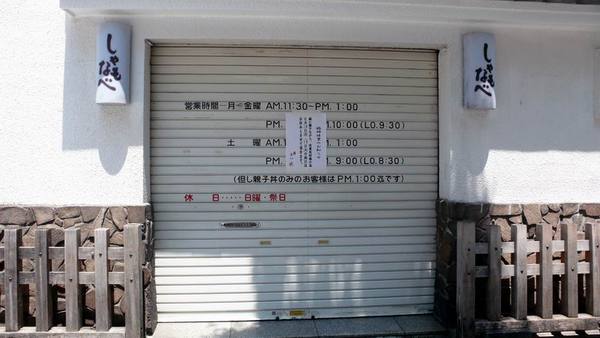 しゃも
なべ
しゃも
なべ
営業時間 月〜金曜 AM.11:30〜PM. 1:00
PM. 10:00(L0.9:30)
土 曜 AM.1 1:00
PM. 9:00(L0.8:30)
(但し親子丼のみのお客様はPM.1:00迄です)
休 日・・・・・日曜・祭日